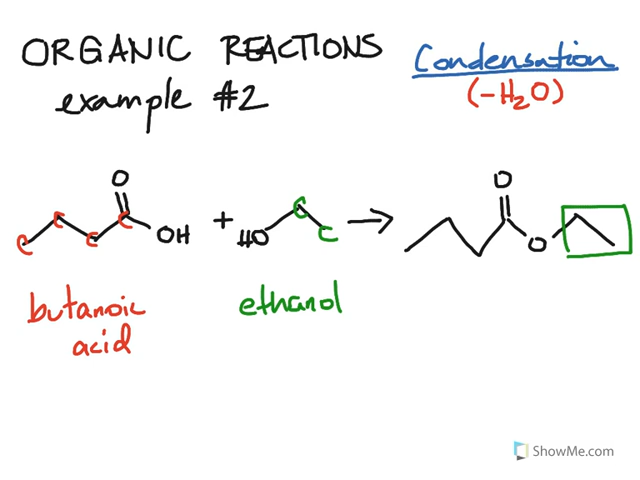 ORGANIC REACTIONS
example #2
Condensation
(-H₂O)
O
C C C C OH + HO C C →
O
O
butanoic
acid
ethanol
ShowMe.com